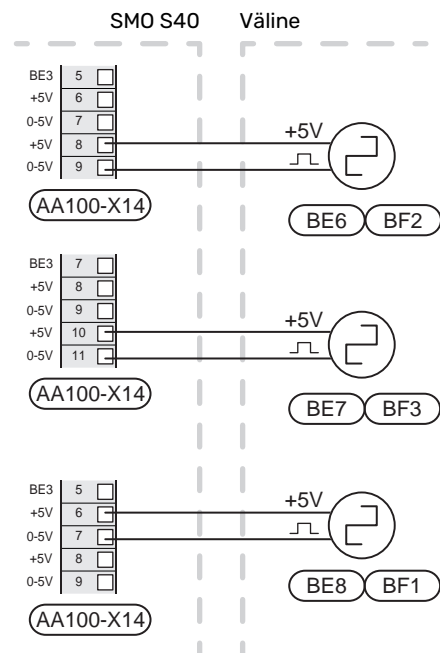 SMO S40 Väline
BE3 5
+5V 6
0-5V 7
+5V 8 +5V
0-5V 9
AA100-X14
BE6 BF2
BE3 7
+5V 8
0-5V 9
+5V 10 +5V
0-5V 11
AA100-X14
BE7 BF3
BE3 5
+5V 6 +5V
0-5V 7
+5V 8
0-5V 9
BE8 BF1
AA100-X14